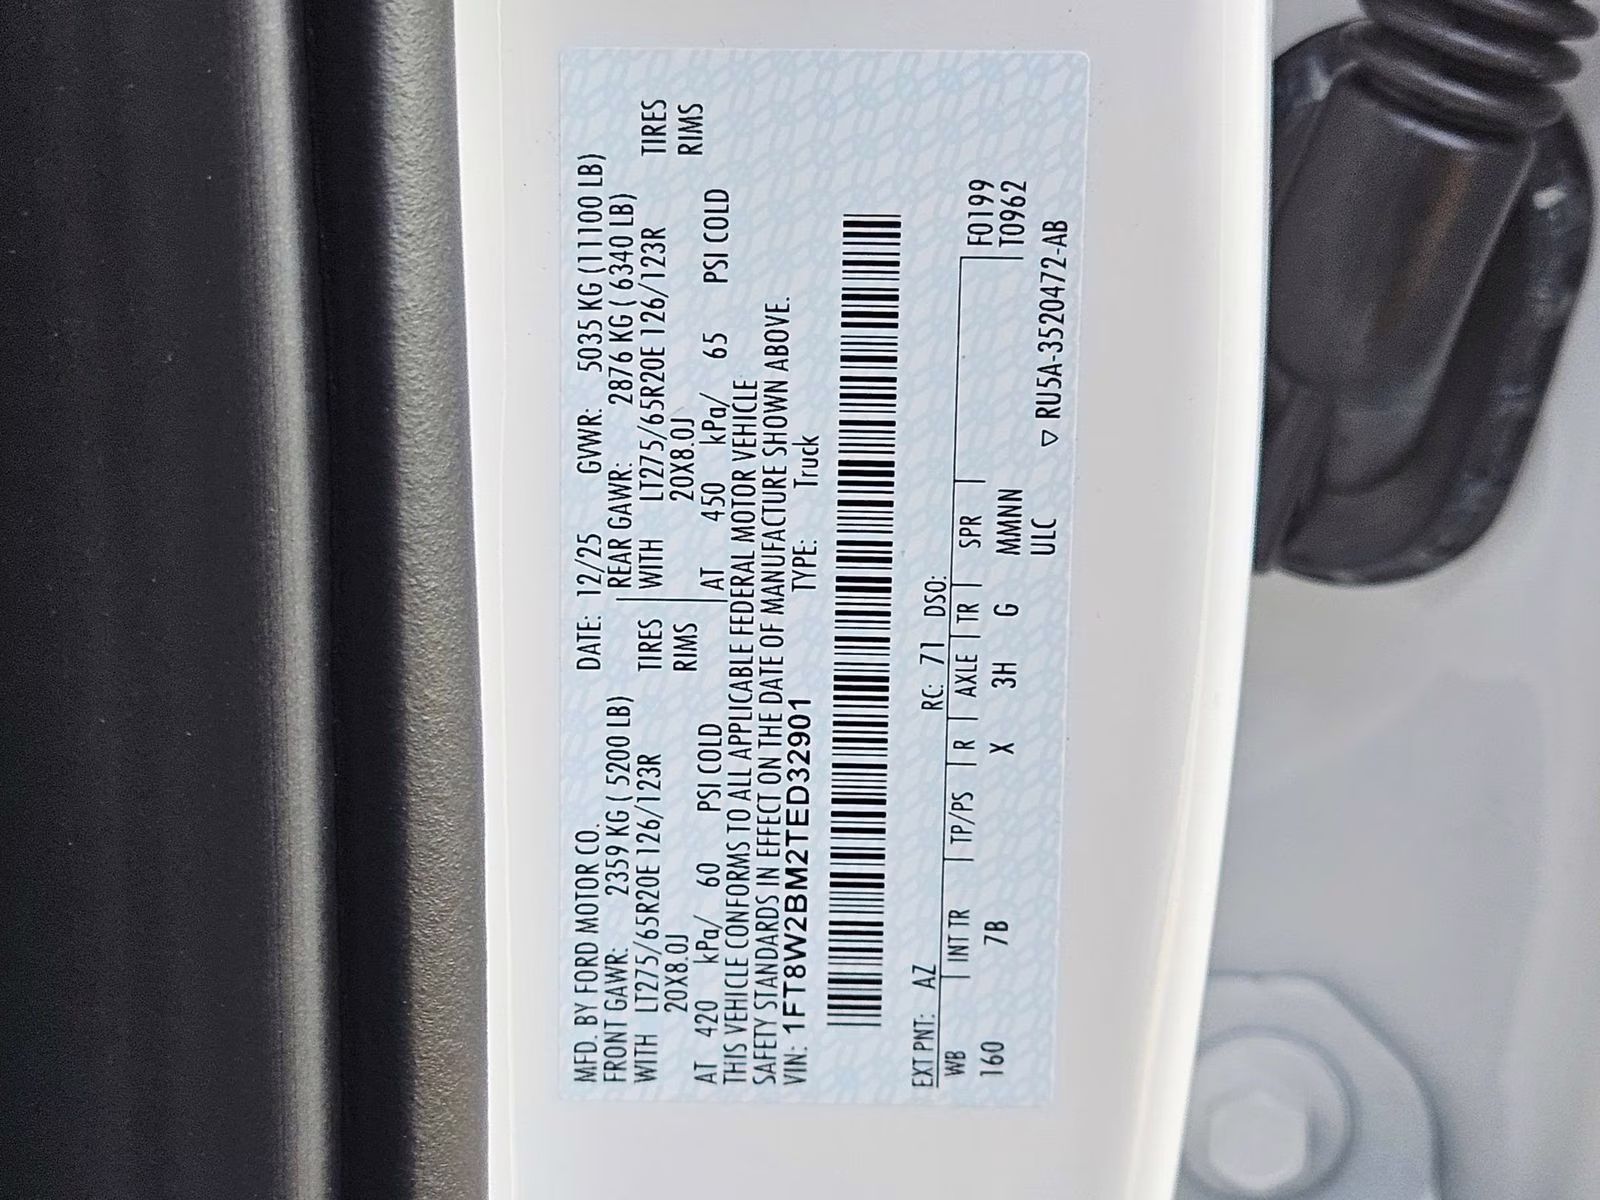 MFD. BY FORD MOTOR CO. DATE: 12/25 GVWR: 5035 KG (11100 LB)
FRONT GAWR: 2359 KG ( 5200 LB) REAR GAWR: 2876 KG ( 6340 LB)
WITH LT275/65R20E 126/123R TIRES WITH LT275/65R20E 126/123R TIRES
20X8.0J RIMS 20X8.0J RIMS
AT 420 kPa/ 60 PSI COLD AT 450 kPa/ 65 PSI COLD
THIS VEHICLE CONFORMS TO ALL APPLICABLE FEDERAL MOTOR VEHICLE
SAFETY STANDARDS IN EFFECT ON THE DATE OF MANUFACTURE SHOWN ABOVE.
VIN: 1FT8W2BM2TED32901 TYPE: Truck
EXT PNT: AZ RC: 71 DSO:
WB INT TR TP/PS R AXLE TR SPR F0199
160 7B X 3H G MMNN T0962
ULC ▽ RU5A-3520472-AB